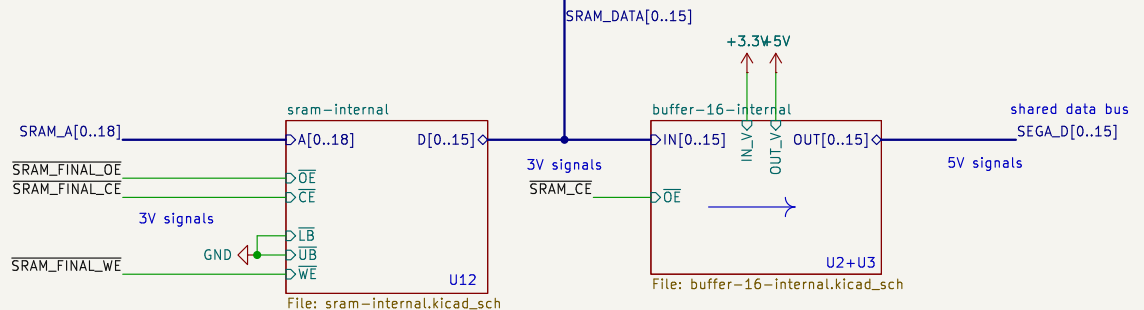 SRAM_DATA[0..15]
+3.3V
+5V
sram-internal
buffer-16-internal
shared data bus
SRAM_A[0..18]
A[0..18]
D[0..15]
IN[0..15]
IN_V
OUT_V
OUT[0..15]
SEGA_D[0..15]
3V signals
5V signals
SRAM_FINAL_OE
OE
SRAM_FINAL_CE
CE
SRAM_CE
OE
3V signals
LB
GND
UB
SRAM_FINAL_WE
WE
U12
U2+U3
File: sram-internal.kicad_sch
File: buffer-16-internal.kicad_sch